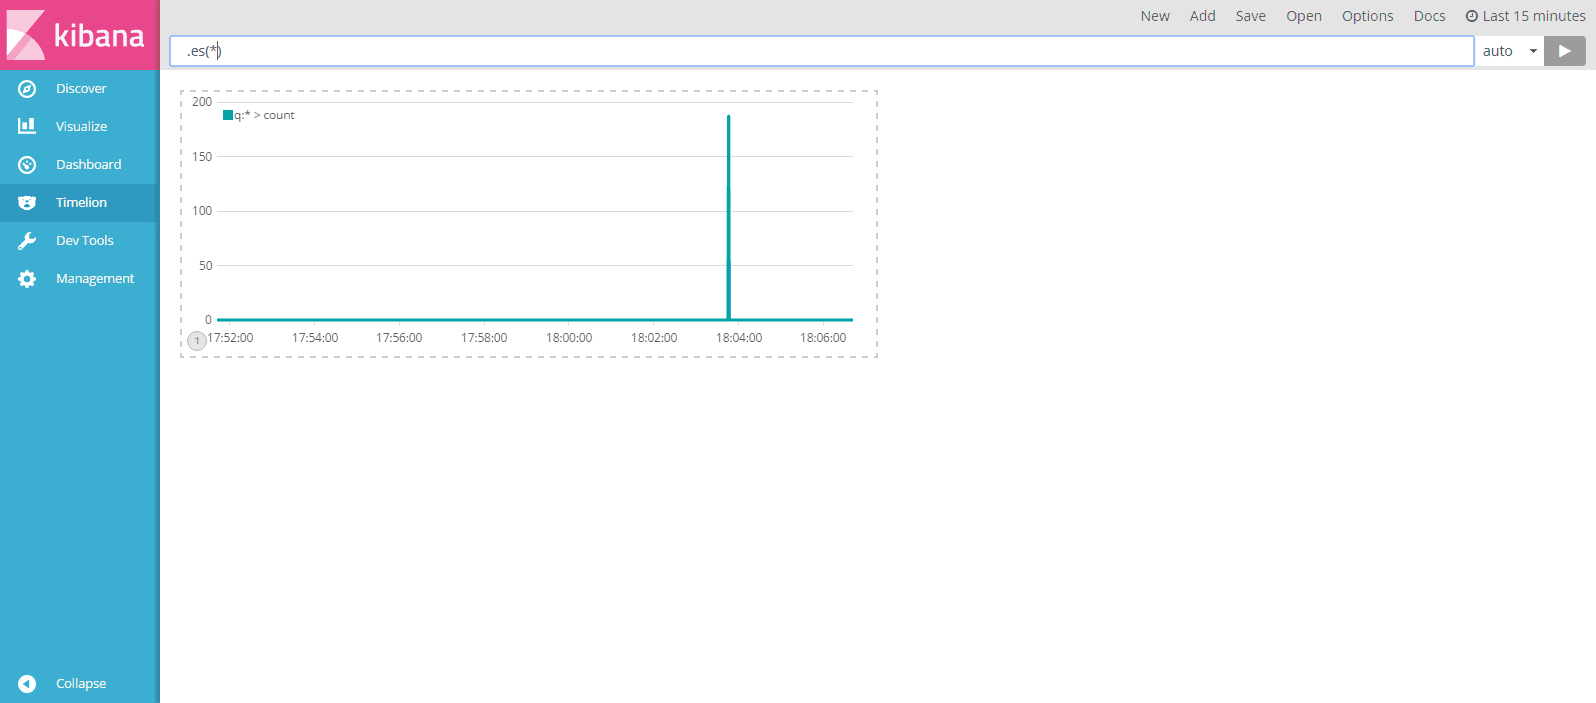 kibana
New Add Save Open Options Docs Last 15 minutes
.es(*)
auto
Discover
Visualize
Dashboard
Timelion
Dev Tools
Management
Collapse
200
q:* > count
150
100
50
0
1
17:52:00 17:54:00 17:56:00 17:58:00 18:00:00 18:02:00 18:04:00 18:06:00